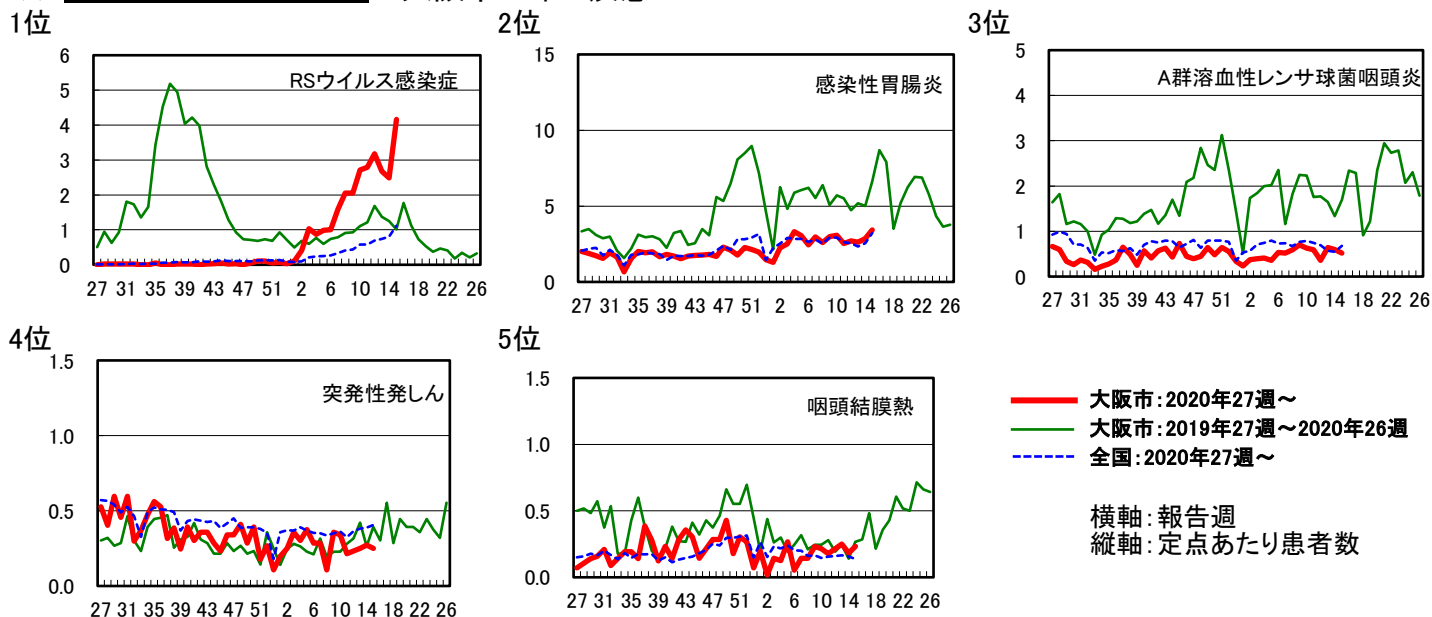 1位
2位
3位
RSウイルス感染症
6
5
4
3
2
1
0
27 31 35 39 43 47 51 2 6 10 14 18 22 26
感染性胃腸炎
15
10
5
0
27 31 35 39 43 47 51 2 6 10 14 18 22 26
A群溶血性レンサ球菌咽頭炎
5
4
3
2
1
0
27 31 35 39 43 47 51 2 6 10 14 18 22 26
4位
5位
突発性発しん
1.5
1.0
0.5
0.0
27 31 35 39 43 47 51 2 6 10 14 18 22 26
咽頭結膜熱
1.5
1.0
0.5
0.0
27 31 35 39 43 47 51 2 6 10 14 18 22 26
大阪市:2020年27週~
大阪市:2019年27週~2020年26週
全国:2020年27週~
横軸:報告週
縦軸:定点あたり患者数